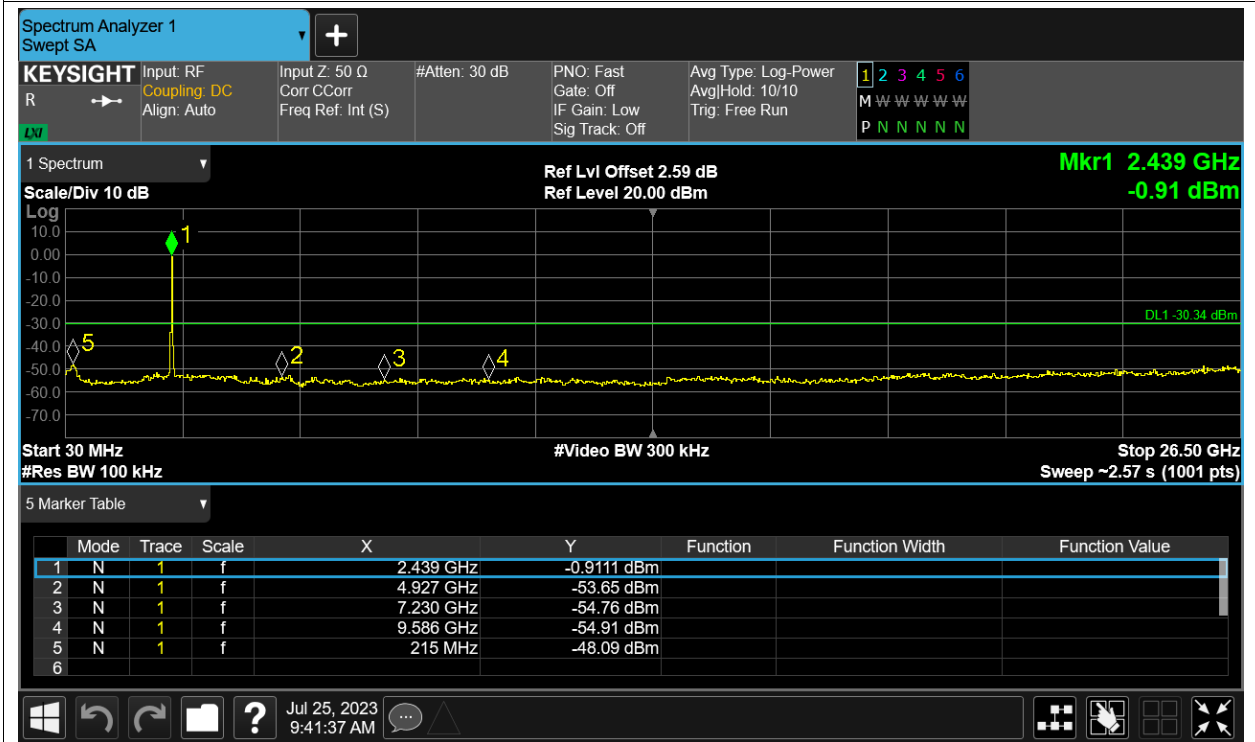 Spectrum Analyzer 1
Swept SA
KEYSIGHT Input: RF Input Z: 50 Ω #Atten: 30 dB PNO: Fast Avg Type: Log-Power 1 2 3 4 5 6
R Coupling: DC Corr CCorr Gate: Off Avg|Hold: 10/10 M W W W W W
Align: Auto Freq Ref: Int (S) IF Gain: Low Trig: Free Run
LXI Sig Track: Off P N N N N N
1 Spectrum Ref Lvl Offset 2.59 dB Mkr1 2.439 GHz
Scale/Div 10 dB Ref Level 20.00 dBm -0.91 dBm
Log
10.0 1
0.00
-10.0
-20.0
-30.0 DL1 -30.34 dBm
-40.0 5 2 3 4
-50.0
-60.0
-70.0
Start 30 MHz #Video BW 300 kHz Stop 26.50 GHz
#Res BW 100 kHz Sweep ~2.57 s (1001 pts)
5 Marker Table
Mode Trace Scale X Y Function Function Width Function Value
1 N 1 f 2.439 GHz -0.9111 dBm
2 N 1 f 4.927 GHz -53.65 dBm
3 N 1 f 7.230 GHz -54.76 dBm
4 N 1 f 9.586 GHz -54.91 dBm
5 N 1 f 215 MHz -48.09 dBm
6
? Jul 25, 2023
9:41:37 AM